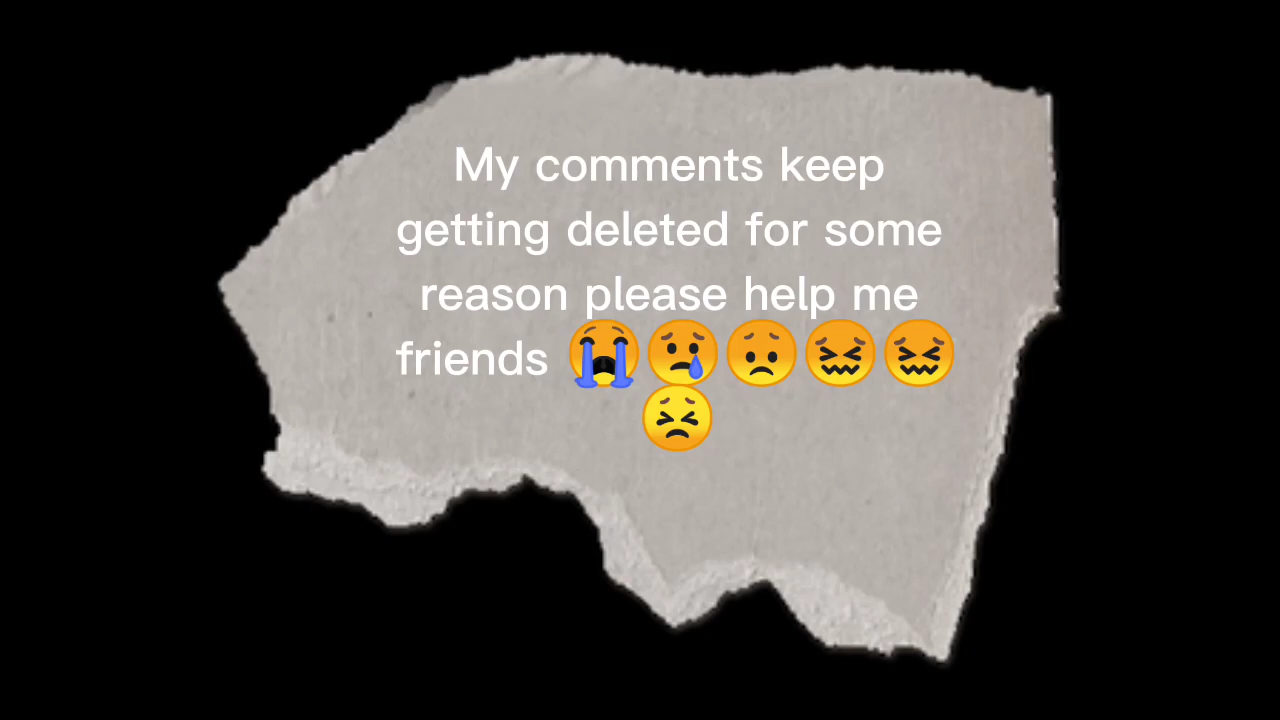 My comments keep
getting deleted for some
reason please help me
friends 😭😢😟😖😖
😣